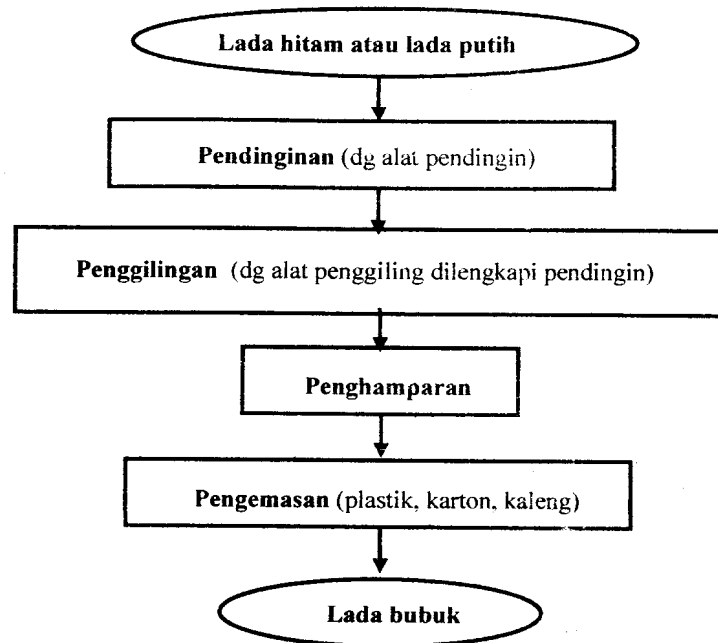 Lada hitam atau lada putih
Pendinginan (dg alat pendingin)
Penggilingan (dg alat penggiling dilengkapi pendingin)
Penghamparan
Pengemasan (plastik, karton, kaleng)
Lada bubuk